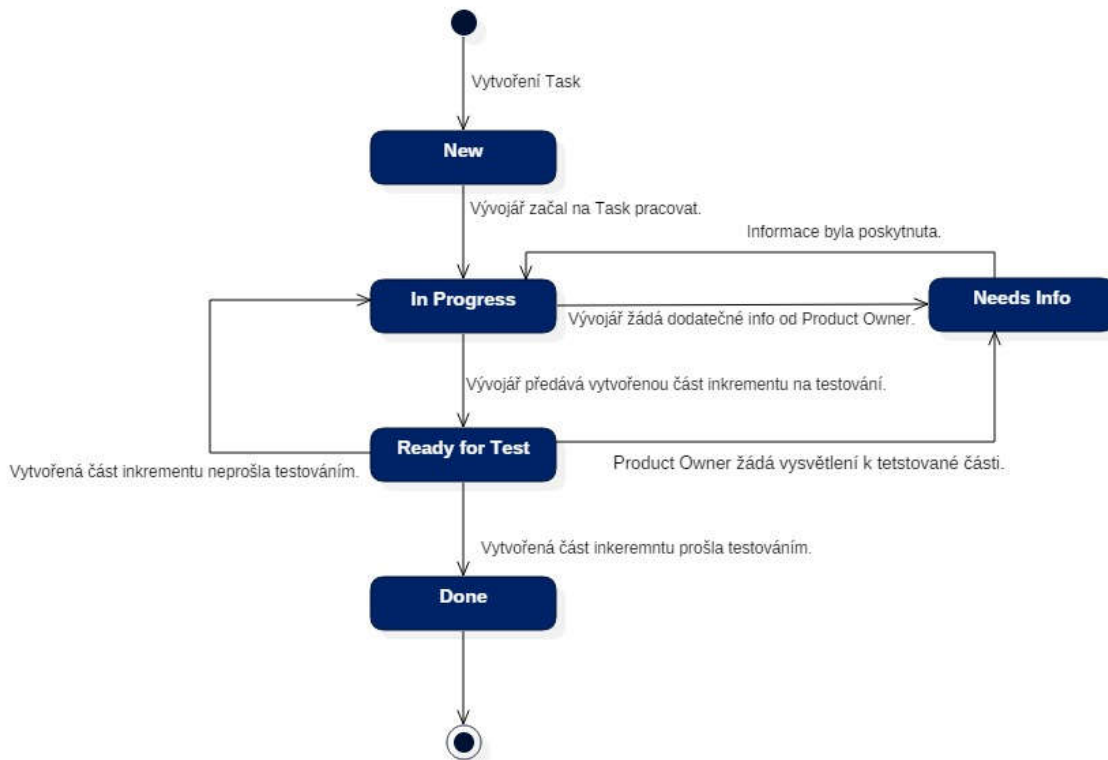 Vytvoření Task
New
Vývojář začal na Task pracovat.
Informace byla poskytnuta.
In Progress
Needs Info
Vývojář žádá dodatečné info od Product Owner.
Vývojář předává vytvořenou část inkrementu na testování.
Ready for Test
Vytvořená část inkrementu neprošla testováním.
Product Owner žádá vysvětlení k tetstované části.
Vytvořená část inkeremntu prošla testováním.
Done